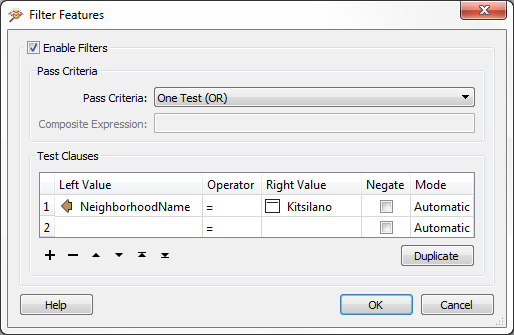 Filter Features
Enable Filters
Pass Criteria
Pass Criteria: One Test (OR)
Composite Expression:
Test Clauses
Left Value Operator Right Value Negate Mode
1 NeighborhoodName = Kitsilano Automatic
2 = Automatic
Duplicate
Help OK Cancel